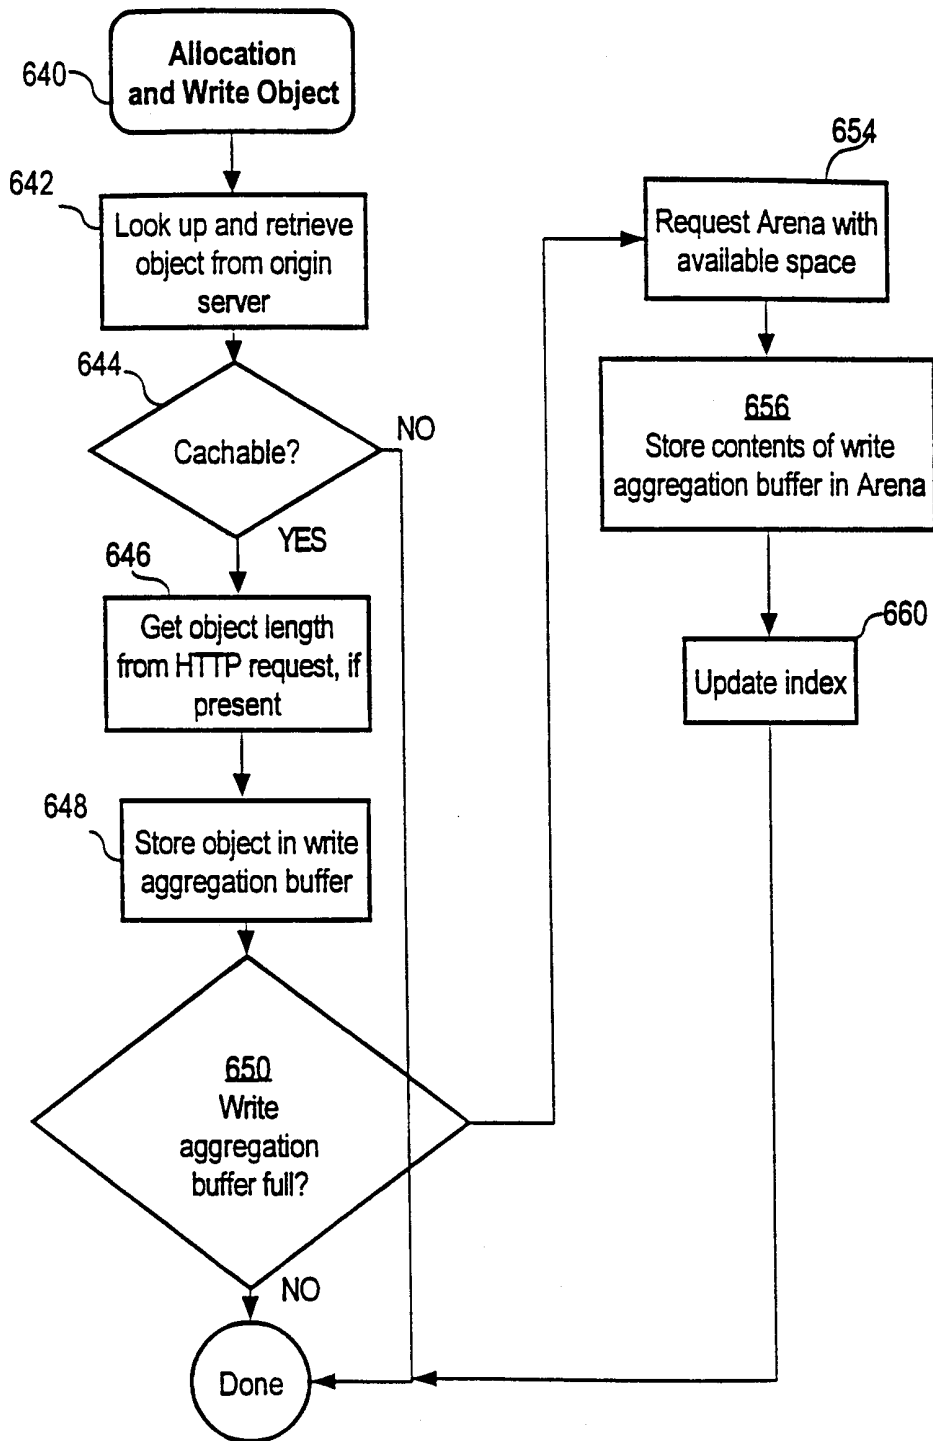 640
Allocation
and Write Object
642
Look up and retrieve
object from origin
server
644
Cachable?
NO
YES
646
Get object length
from HTTP request, if
present
648
Store object in write
aggregation buffer
650
Write
aggregation
buffer full?
NO
Done
654
Request Arena with
available space
656
Store contents of write
aggregation buffer in Arena
660
Update index